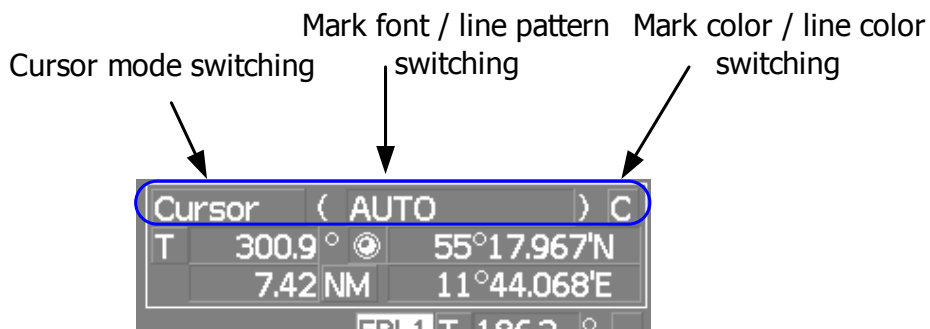 Mark font / line pattern switching
Mark color / line color switching
Cursor mode switching
Cursor ( AUTO ) C
T 300.9 ° 55°17.967'N
7.42 NM 11°44.068'E
T